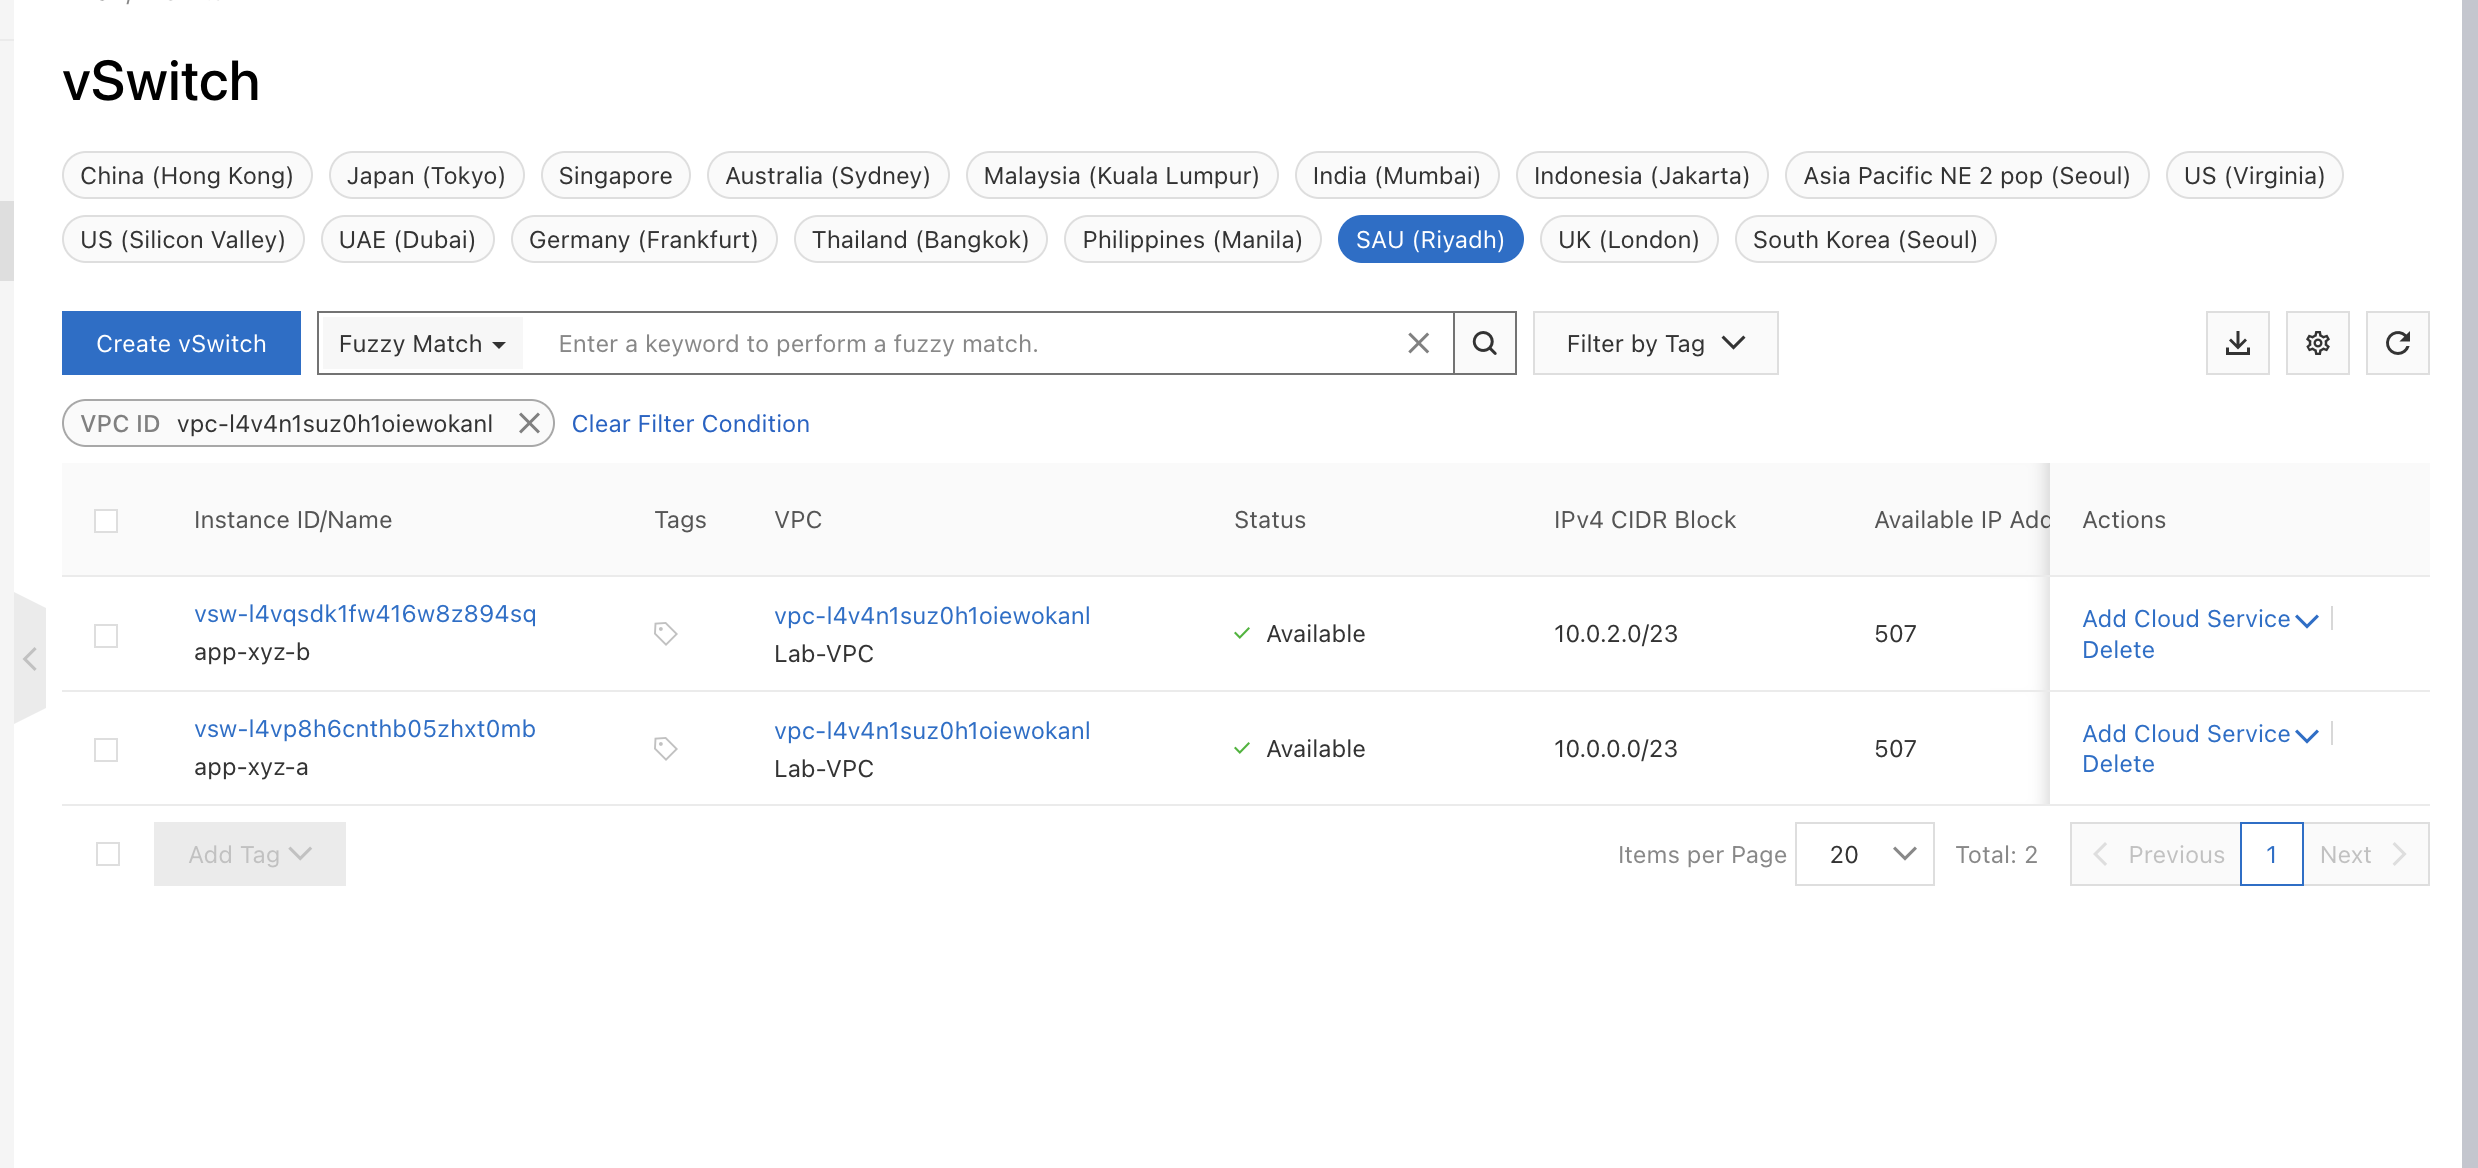 vSwitch
China (Hong Kong) Japan (Tokyo) Singapore Australia (Sydney) Malaysia (Kuala Lumpur) India (Mumbai) Indonesia (Jakarta) Asia Pacific NE 2 pop (Seoul) US (Virginia)
US (Silicon Valley) UAE (Dubai) Germany (Frankfurt) Thailand (Bangkok) Philippines (Manila) SAU (Riyadh) UK (London) South Korea (Seoul)
Create vSwitch Fuzzy Match Enter a keyword to perform a fuzzy match. Filter by Tag
VPC ID vpc-l4v4n1suz0h1oiewokanl Clear Filter Condition
Instance ID/Name Tags VPC Status IPv4 CIDR Block Available IP Add Actions
vsw-l4vqsdk1fw416w8z894sq vpc-l4v4n1suz0h1oiewokanl Available 10.0.2.0/23 507 Add Cloud Service
app-xyz-b Lab-VPC Delete
vsw-l4vp8h6cnthb05zhxt0mb vpc-l4v4n1suz0h1oiewokanl Available 10.0.0.0/23 507 Add Cloud Service
app-xyz-a Lab-VPC Delete
Add Tag Items per Page 20 Total: 2 Previous 1 Next